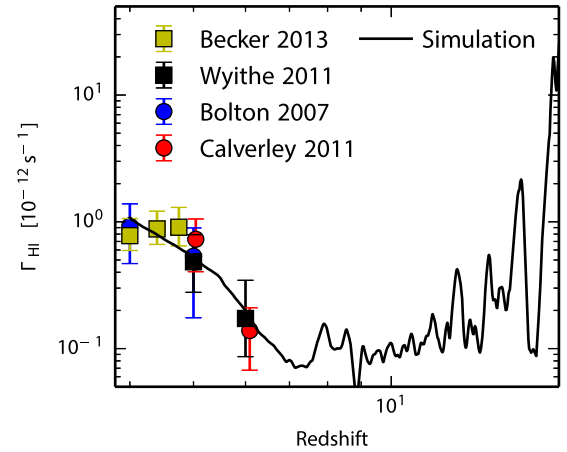 Becker 2013
Simulation
Wyithe 2011
Bolton 2007
Calverley 2011
Γ_HI [10^−12 s^−1]
10^1
10^0
10^−1
10^1
Redshift